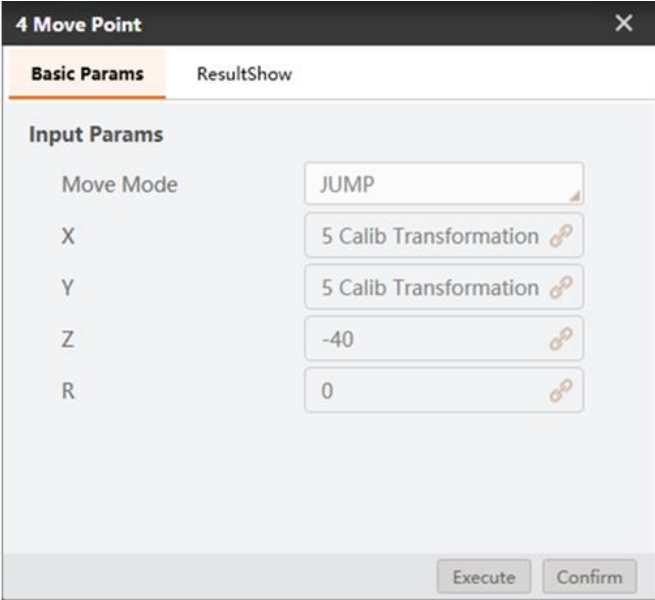 4 Move Point
Basic Params ResultShow
Input Params
Move Mode JUMP
X 5 Calib Transformation
Y 5 Calib Transformation
Z -40
R 0
Execute Confirm